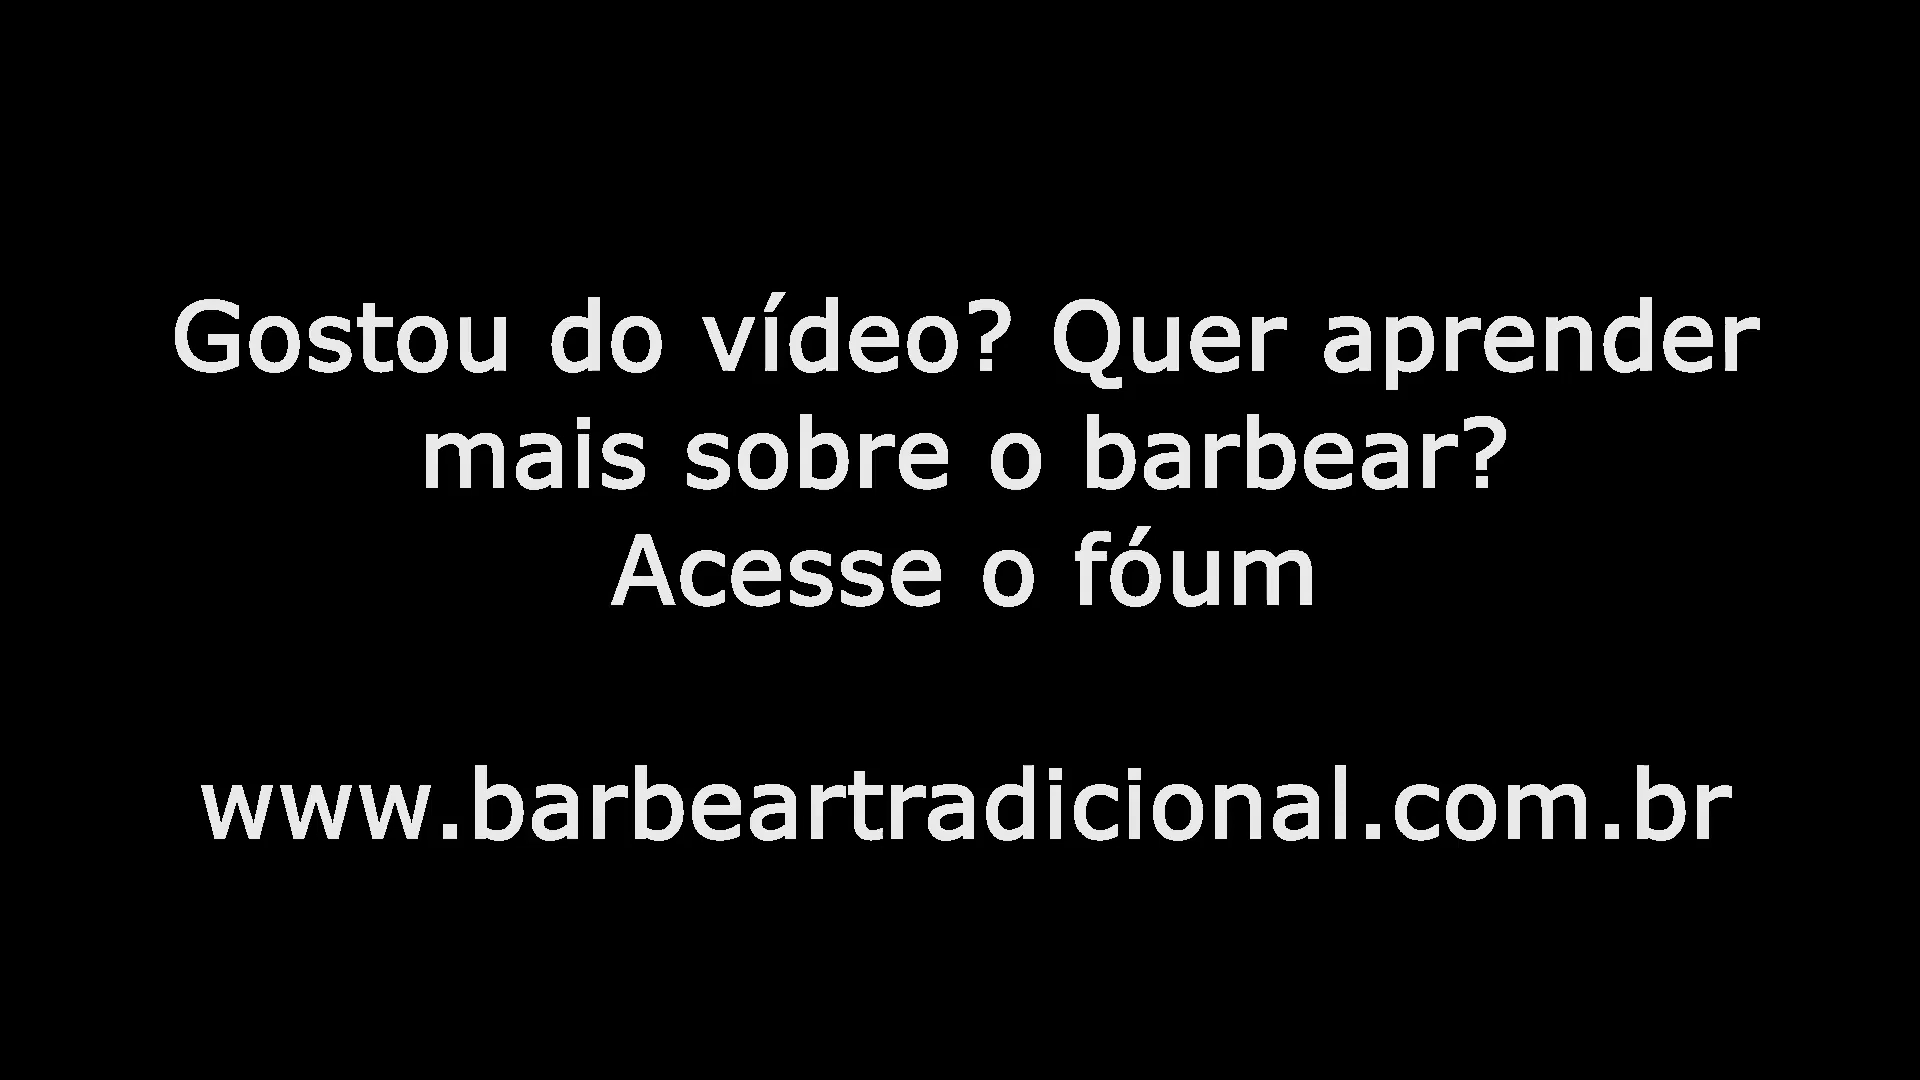 Gostou do vídeo? Quer aprender
mais sobre o barbear?
Acesse o fóum
www.barbeartradicional.com.br